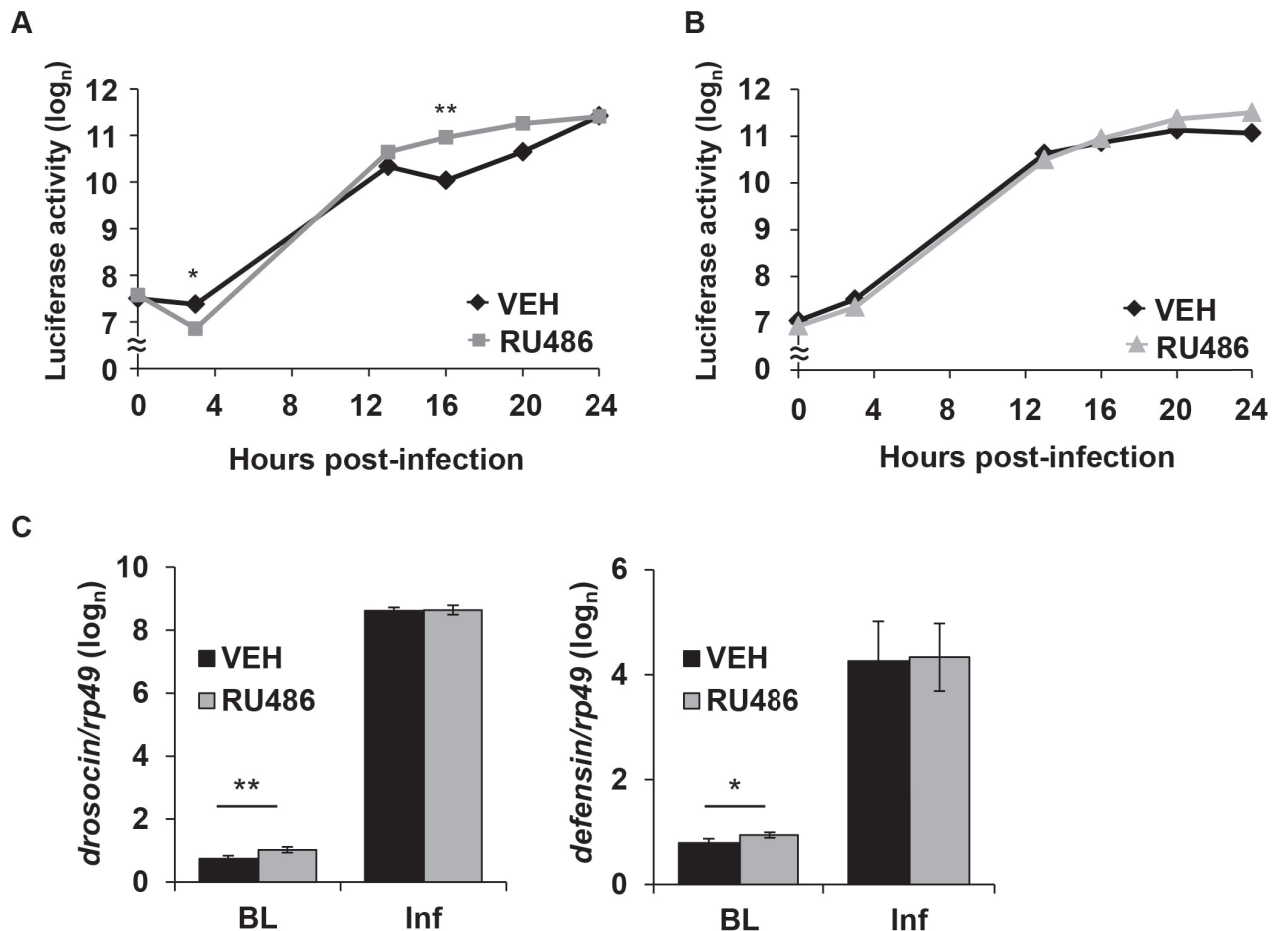 A
Luciferase activity (logn)
12
11
10
9
8
7
≈
0
*
**
VEH
RU486
0 4 8 12 16 20 24
Hours post-infection
B
Luciferase activity (logn)
12
11
10
9
8
7
≈
0
VEH
RU486
0 4 8 12 16 20 24
Hours post-infection
C
drosocin/rp49 (logn)
10
8
6
4
2
0
VEH
RU486
**
BL Inf
defensin/rp49 (logn)
6
4
2
0
VEH
RU486
*
BL Inf